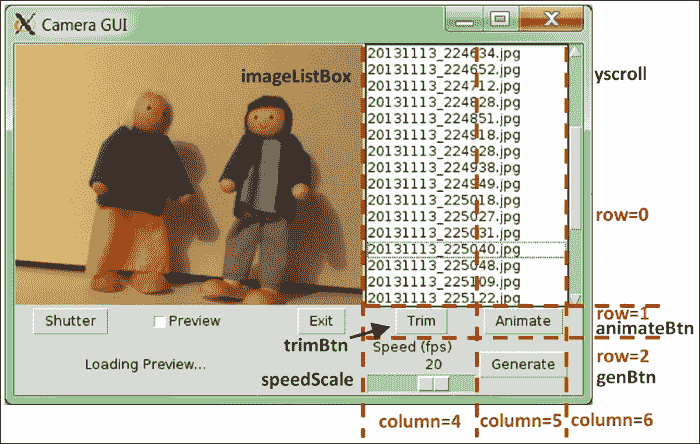 Camera GUI
imageListBox
20131113_224634.jpg
20131113_224652.jpg
20131113_224712.jpg
20131113_224828.jpg
20131113_224851.jpg
20131113_224918.jpg
20131113_224928.jpg
20131113_224938.jpg
20131113_224949.jpg
20131113_225018.jpg
20131113_225027.jpg
20131113_225031.jpg
20131113_225040.jpg
20131113_225048.jpg
20131113_225109.jpg
20131113_225122.jpg
yscroll
row=0
Shutter
Preview
Exit
Trim
Animate
row=1
animateBtn
trimBtn
Loading Preview...
Speed (fps)
20
speedScale
Generate
row=2
genBtn
column=4
column=5
column=6